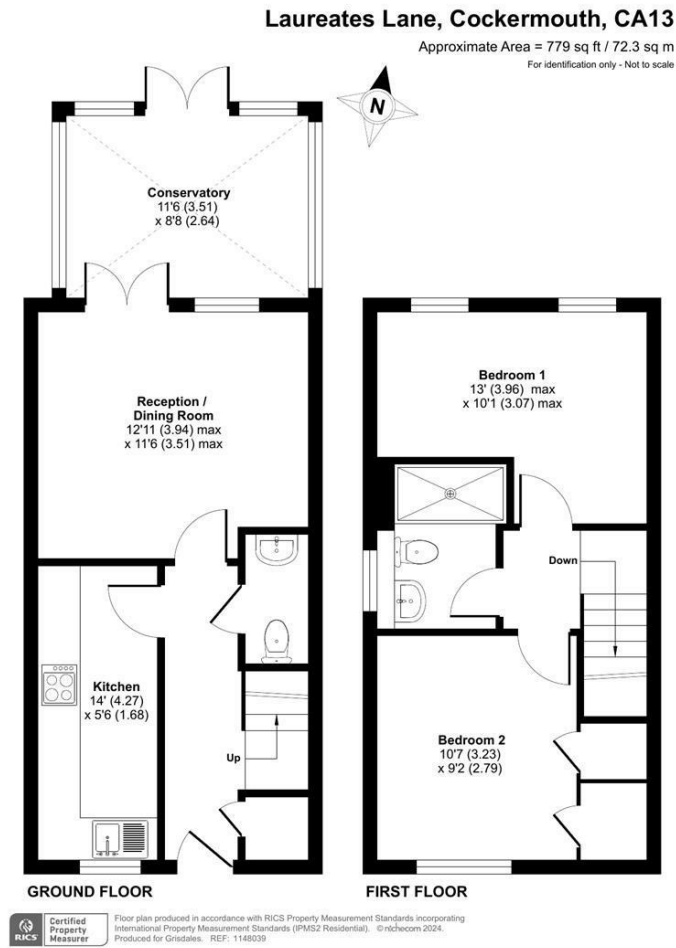 Laureates Lane, Cockermouth, CA13
Approximate Area = 779 sq ft / 72.3 sq m
For identification only - Not to scale
N
Conservatory
11'6 (3.51)
x 8'8 (2.64)
Reception /
Dining Room
12'11 (3.94) max
x 11'6 (3.51) max
Kitchen
14' (4.27)
x 5'6 (1.68)
Up
GROUND FLOOR
Bedroom 1
13' (3.96) max
x 10'1 (3.07) max
Down
Bedroom 2
10'7 (3.23)
x 9'2 (2.79)
FIRST FLOOR
RICS
Certified
Property
Measurer
Floor plan produced in accordance with RICS Property Measurement Standards incorporating
International Property Measurement Standards (IPMS2 Residential). © nichecom 2024.
Produced for Grisdales. REF: 1148039